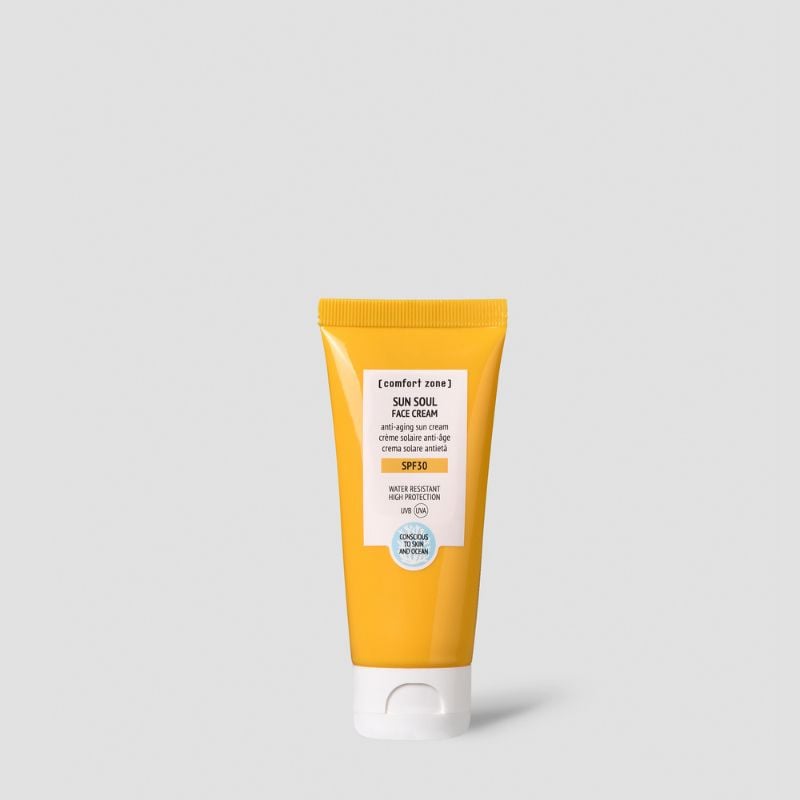 [comfort zone]
SUN SOUL
FACE CREAM
anti-aging sun cream
crème solaire anti-âge
crema solare antietà
SPF30
WATER RESISTANT
HIGH PROTECTION
UVB UVA
CONSCIOUS
TO SKIN
AND OCEAN